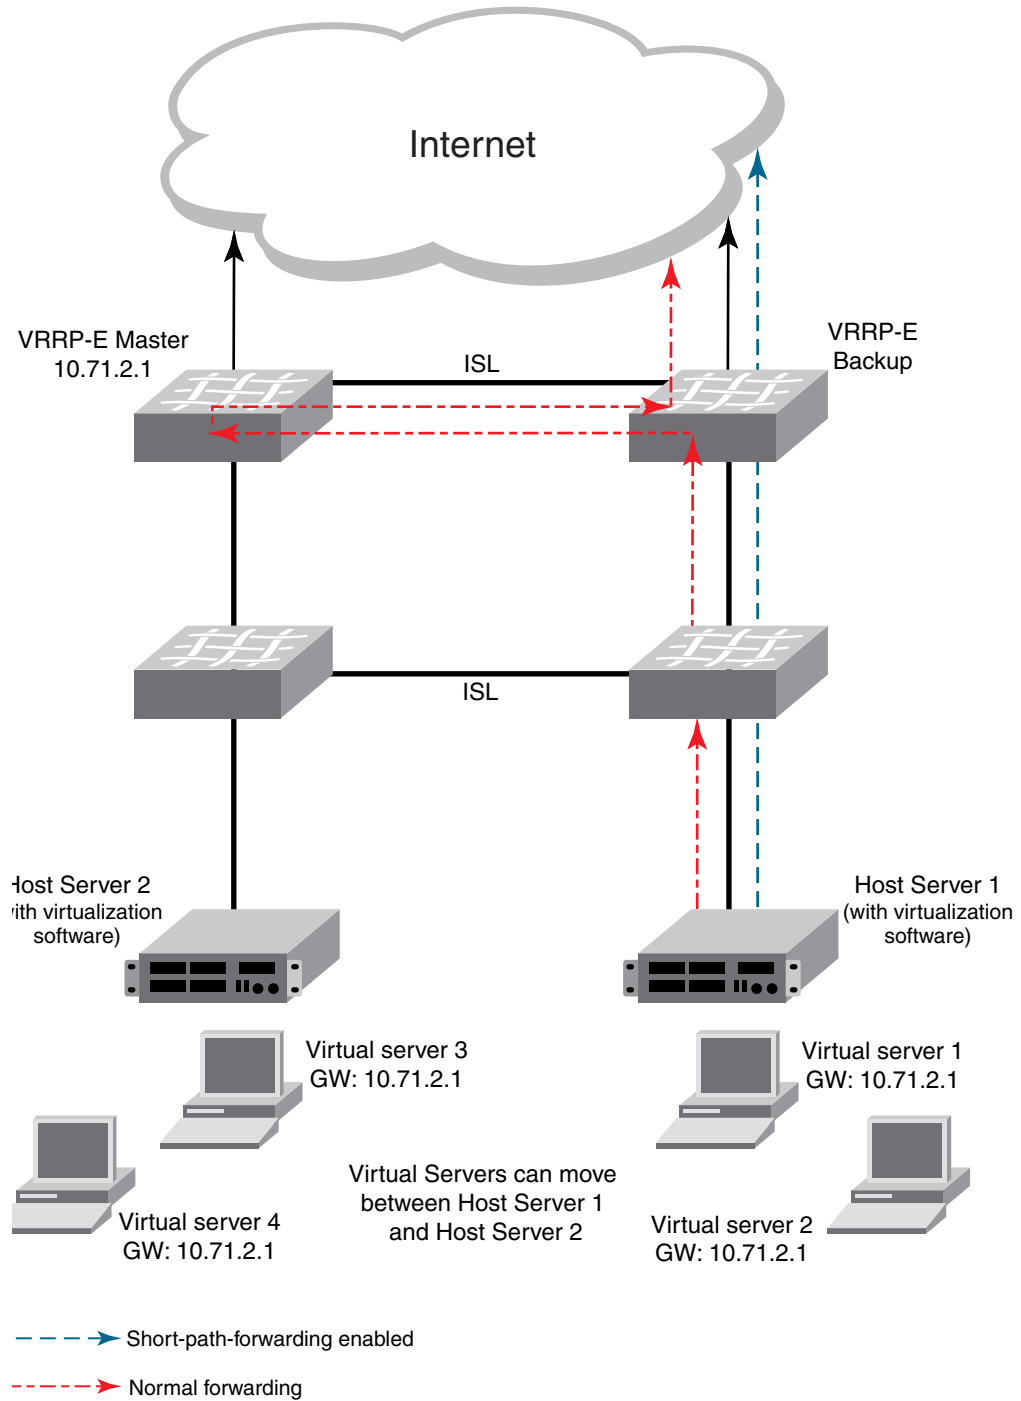 Internet
VRRP-E Master
10.71.2.1
VRRP-E
Backup
ISL
ISL
Host Server 2
with virtualization
software)
Host Server 1
(with virtualization
software)
Virtual server 3
GW: 10.71.2.1
Virtual server 1
GW: 10.71.2.1
Virtual Servers can move
between Host Server 1
and Host Server 2
Virtual server 4
GW: 10.71.2.1
Virtual server 2
GW: 10.71.2.1
Short-path-forwarding enabled
Normal forwarding